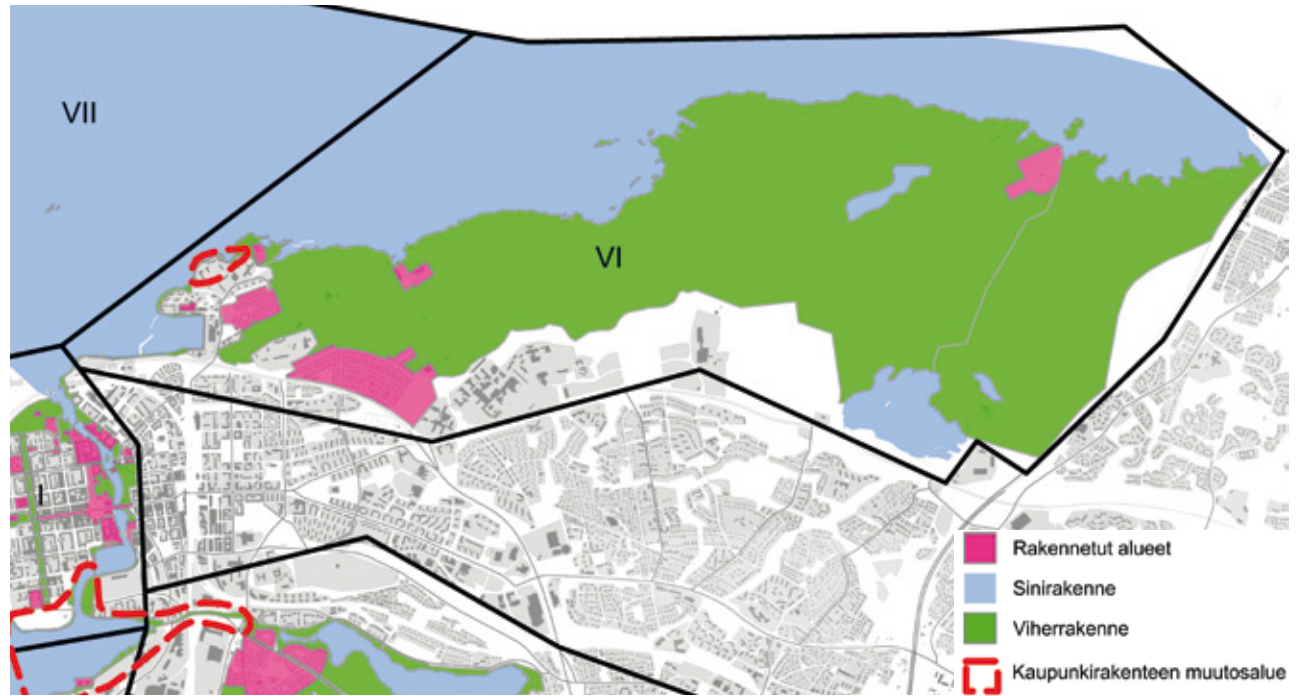 VII
VI
I
Rakennetut alueet
Sinirakenne
Viherrakenne
Kaupunkirakenteen muutosalue